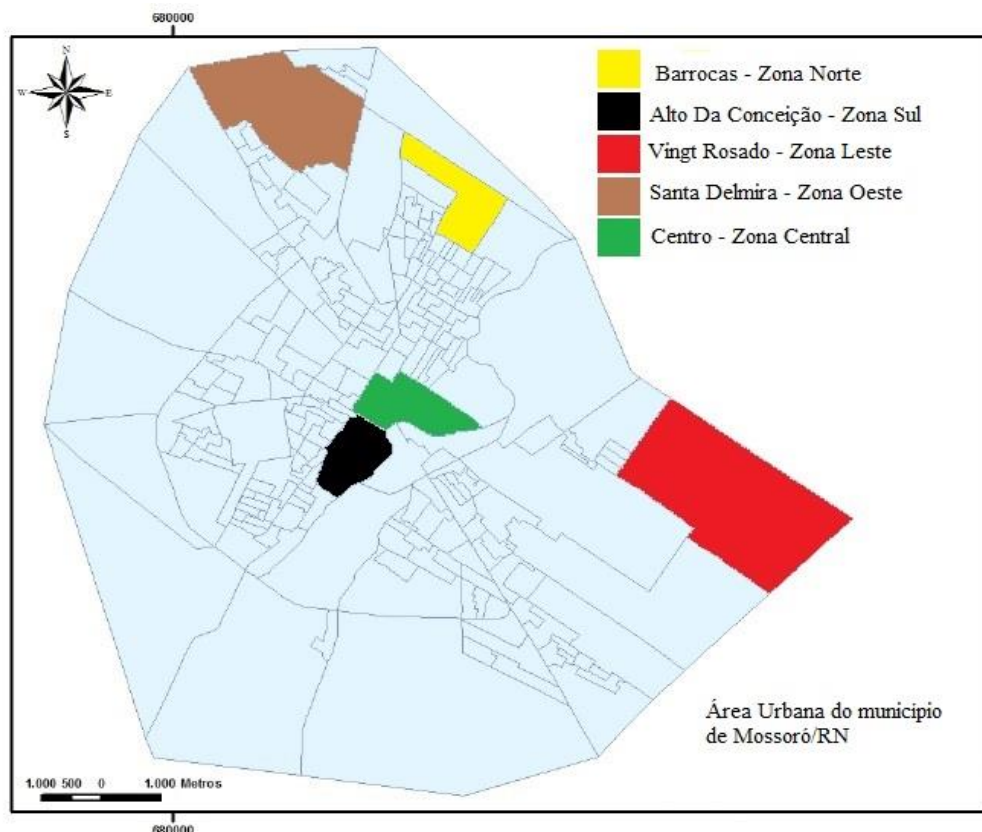 680000
N
W E
S
Barrocas - Zona Norte
Alto Da Conceição - Zona Sul
Vingt Rosado - Zona Leste
Santa Delmira - Zona Oeste
Centro - Zona Central
Área Urbana do municipio
de Mossoró/RN
1.000 500 0 1.000 Metros
680000